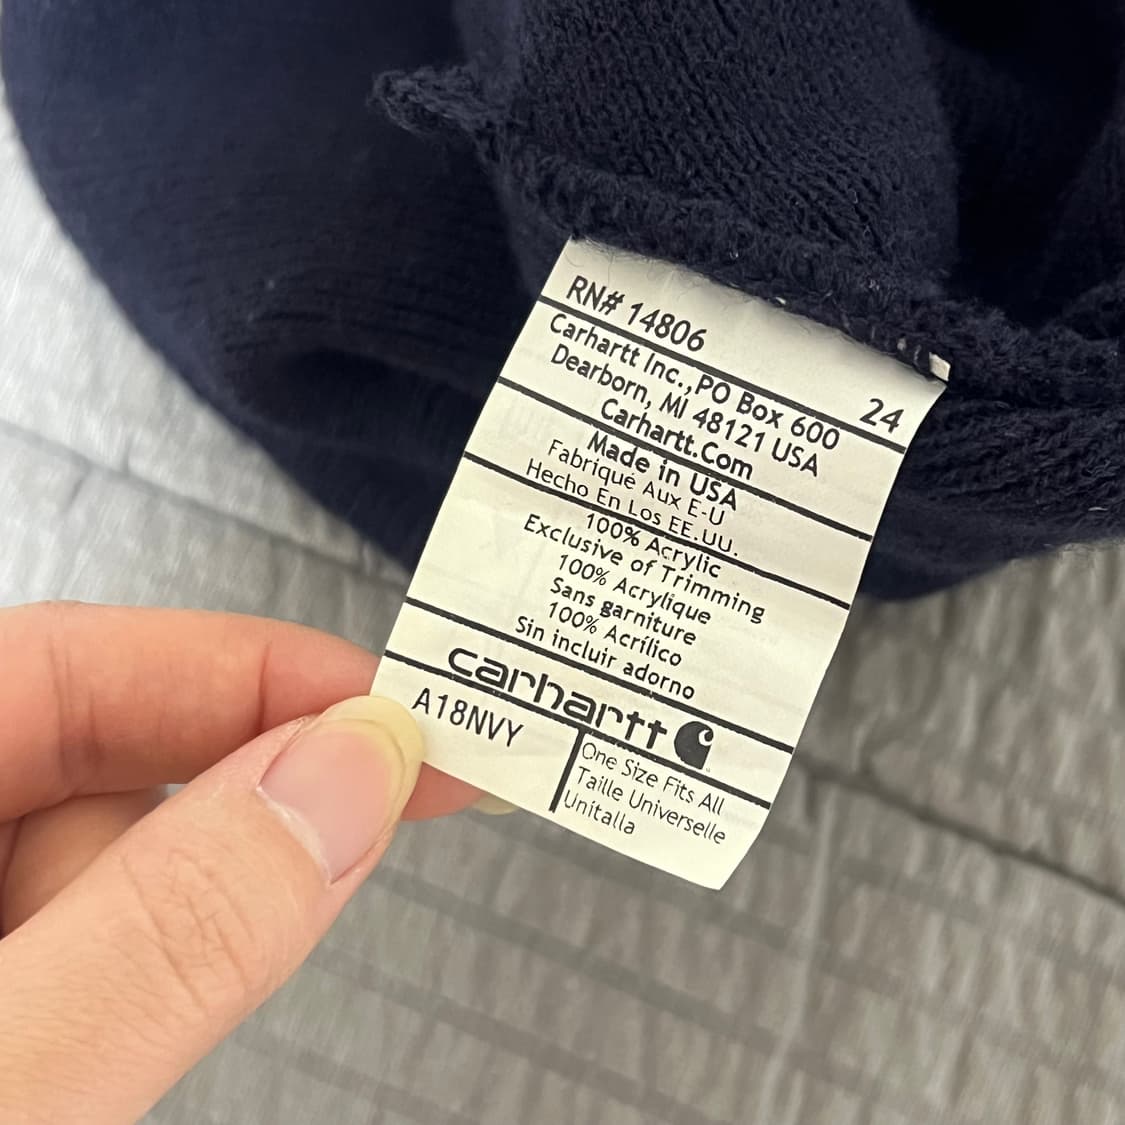 RN# 14806 24
Carhartt Inc.,PO Box 600
Dearborn, MI 48121 USA
Carhartt.Com
Made in USA
Fabriqué Aux E-U
Hecho En Los EE.UU.
100% Acrylic
Exclusive of Trimming
100% Acrylique
Sans garniture
100% Acrílico
Sin incluir adorno
carhartt
A18NVY
One Size Fits All
Taille Universelle
Unitalla